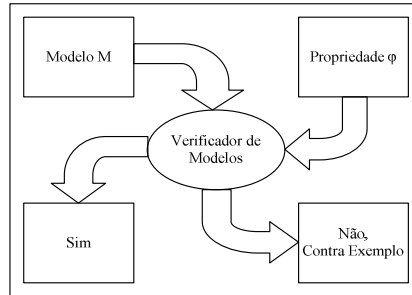 Modelo M
Propriedade φ
Verificador de
Modelos
Sim
Não,
Contra Exemplo